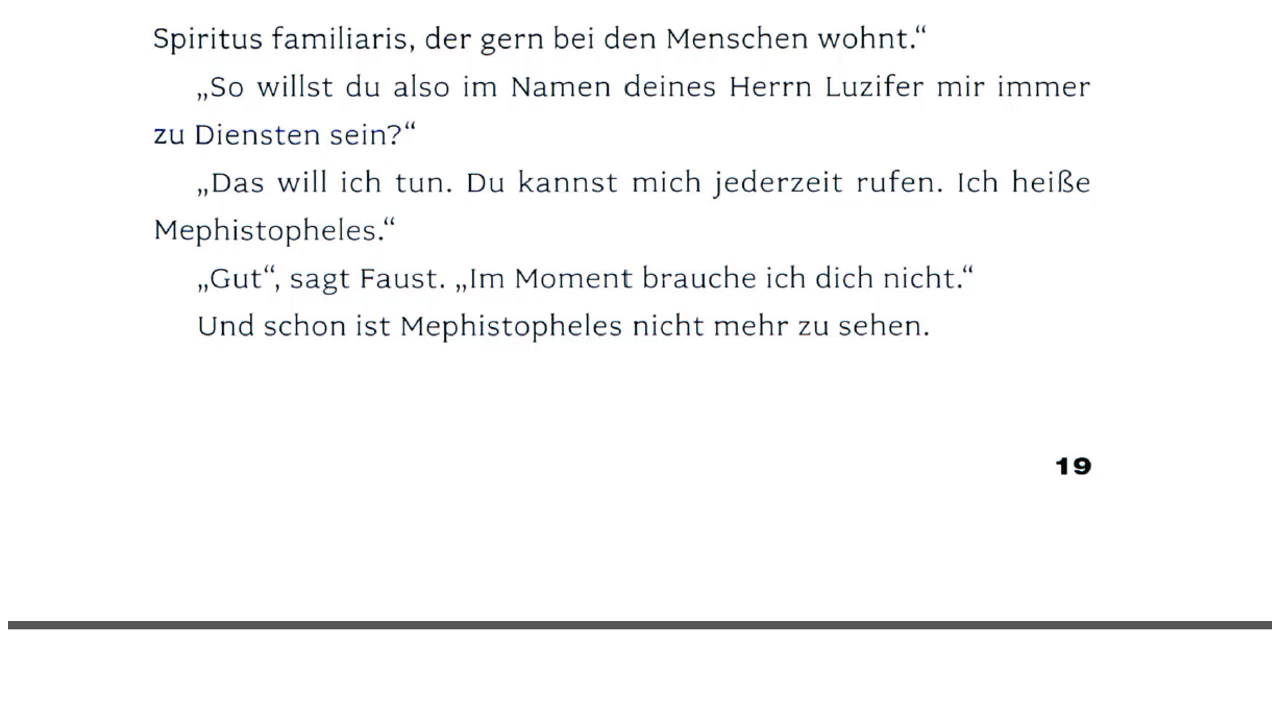 Spiritus familiaris, der gern bei den Menschen wohnt.“
„So willst du also im Namen deines Herrn Luzifer mir immer
zu Diensten sein?“
„Das will ich tun. Du kannst mich jederzeit rufen. Ich heiße
Mephistopheles.“
„Gut“, sagt Faust. „Im Moment brauche ich dich nicht.“
Und schon ist Mephistopheles nicht mehr zu sehen.
19